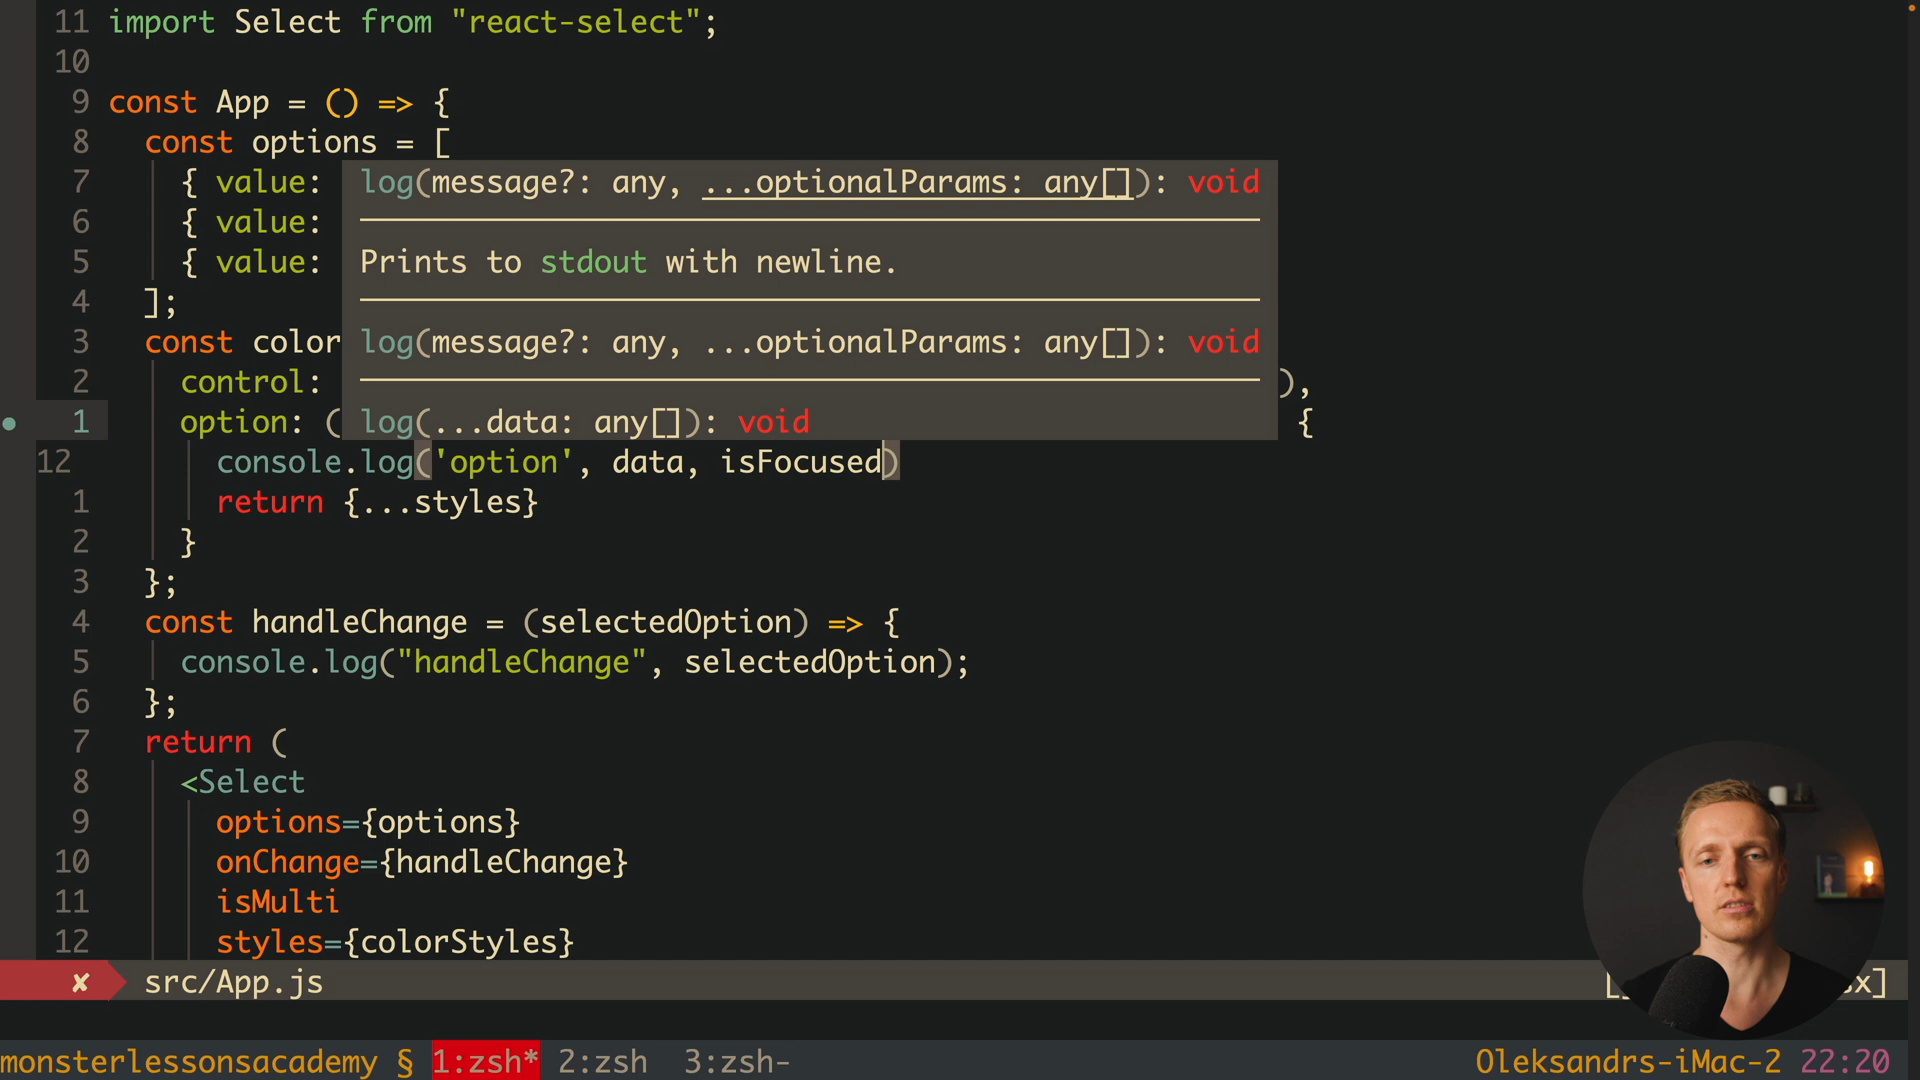 11 import Select from "react-select";
10
9 const App = () => {
8 const options = [
7 { value: log(message?: any, ...optionalParams: any[]): void
6 { value:
5 { value: Prints to stdout with newline.
4 ];
3 const color log(message?: any, ...optionalParams: any[]): void
2 control: ),
1 option: ( log(...data: any[]): void {
12 console.log('option', data, isFocused)
1 return {...styles}
2 }
3 };
4 const handleChange = (selectedOption) => {
5 console.log("handleChange", selectedOption);
6 };
7 return (
8 <Select
9 options={options}
10 onChange={handleChange}
11 isMulti
12 styles={colorStyles}
✘ src/App.js
monsterlessonsacademy § 1:zsh* 2:zsh 3:zsh- Oleksandrs-iMac-2 22:20